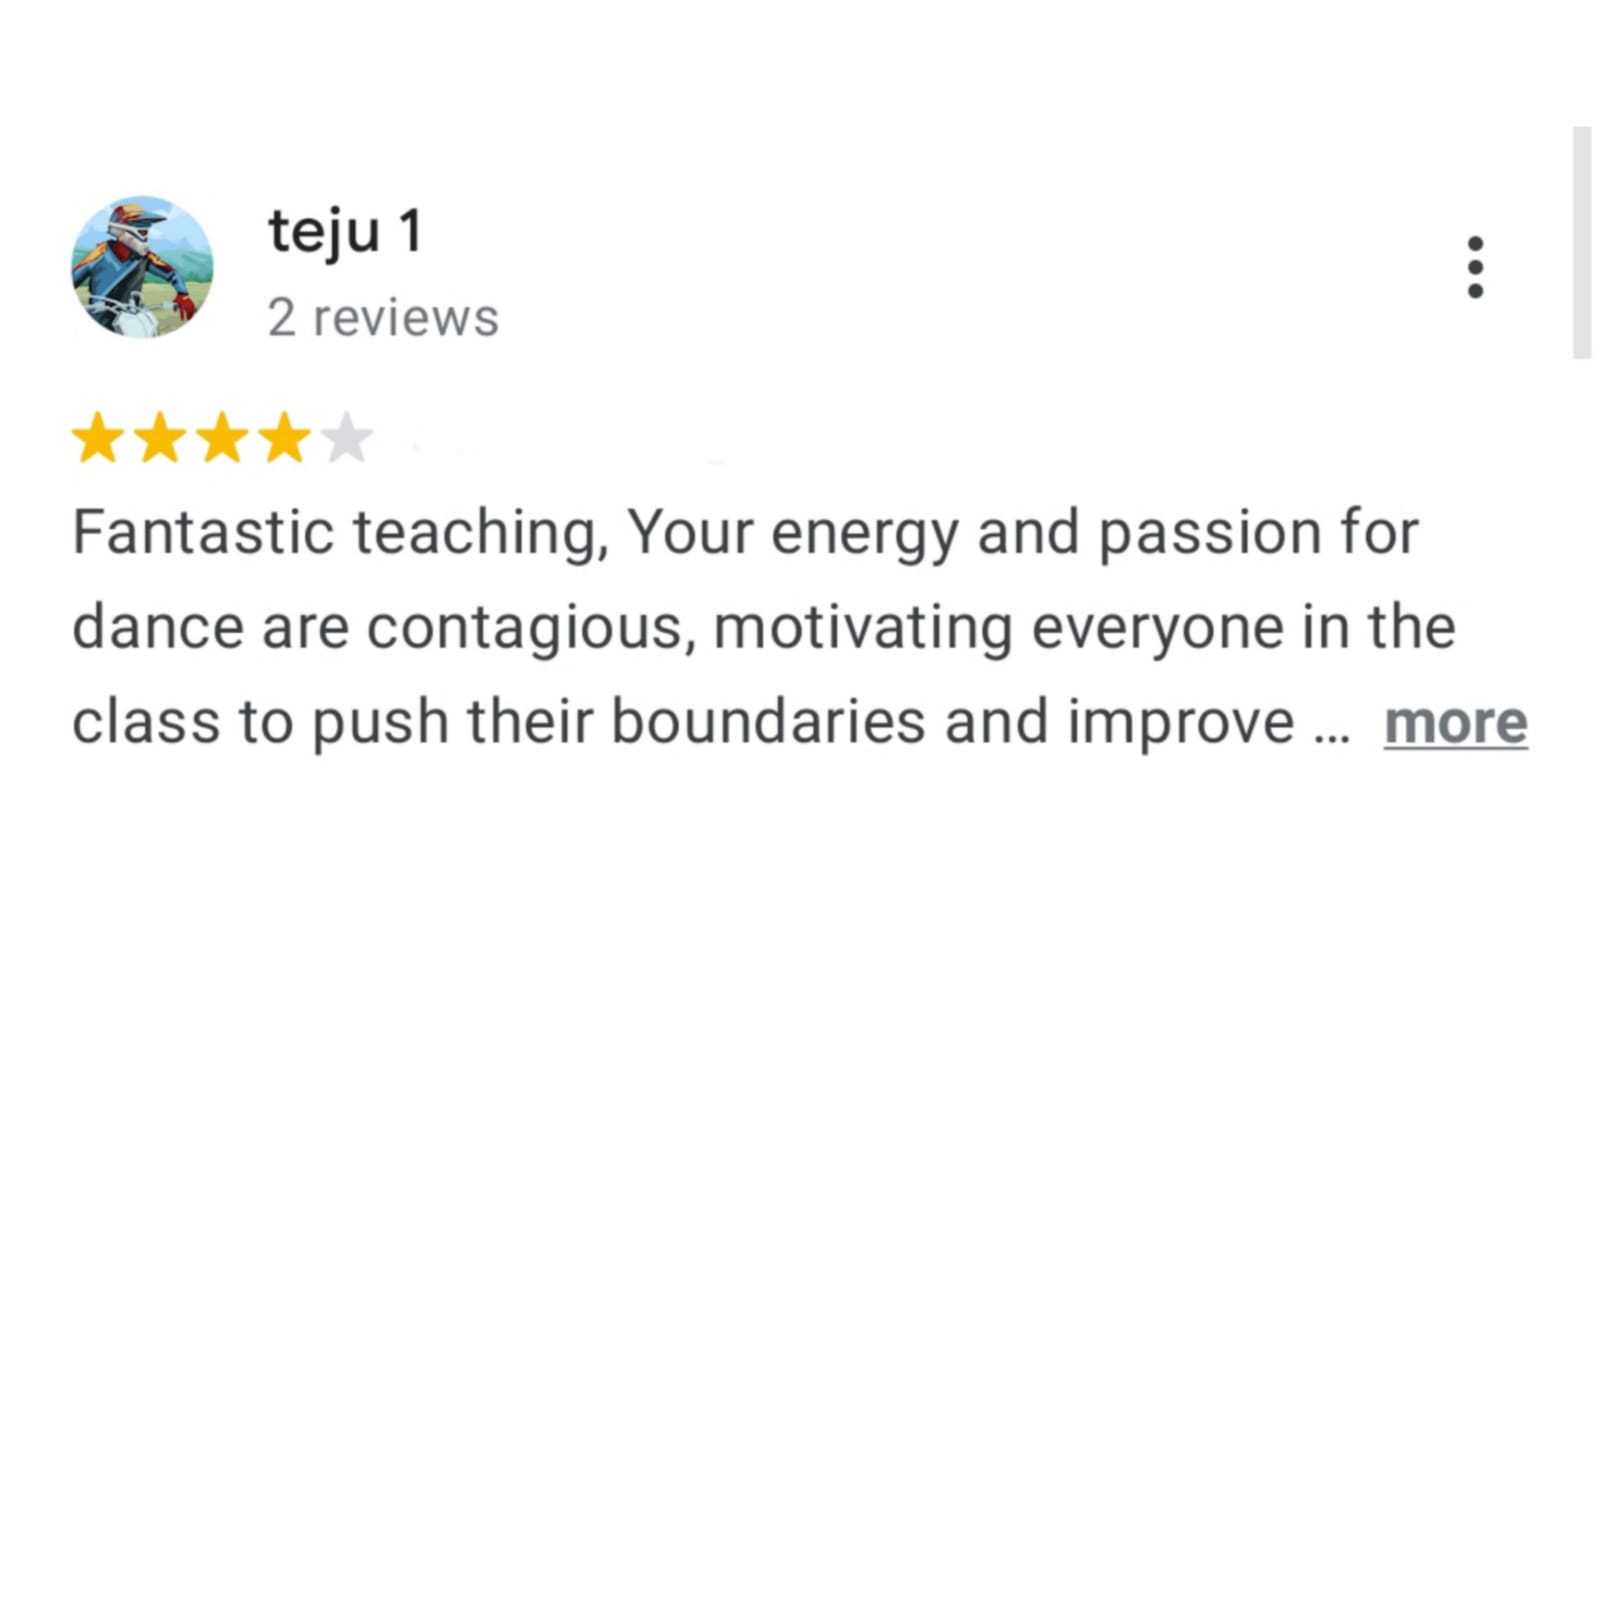 teju 1
2 reviews
Fantastic teaching, Your energy and passion for
dance are contagious, motivating everyone in the
class to push their boundaries and improve ... more